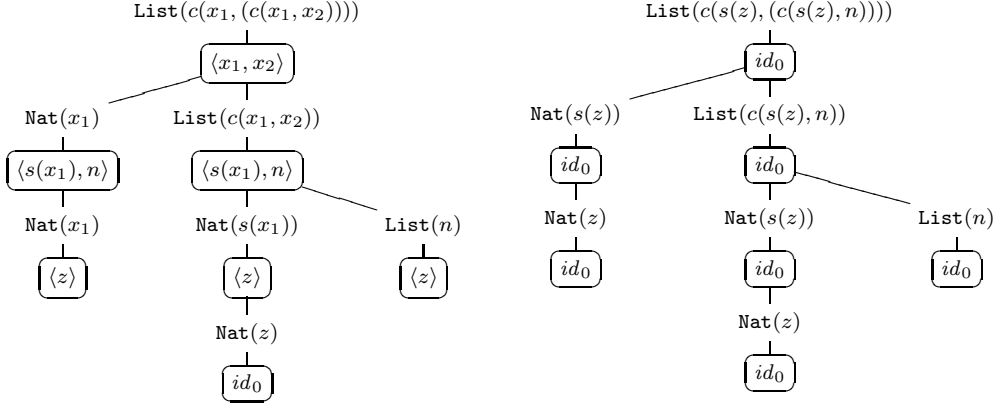 List(c(x₁, (c(x₁, x₂)))) List(c(s(z), (c(s(z), n))))
⟨x₁, x₂⟩ id₀
Nat(x₁) List(c(x₁, x₂)) Nat(s(z)) List(c(s(z), n))
⟨s(x₁), n⟩ ⟨s(x₁), n⟩ id₀ id₀
Nat(x₁) Nat(s(x₁)) List(n) Nat(z) Nat(s(z)) List(n)
⟨z⟩ ⟨z⟩ ⟨z⟩ id₀ id₀ id₀
Nat(z) Nat(z)
id₀ id₀